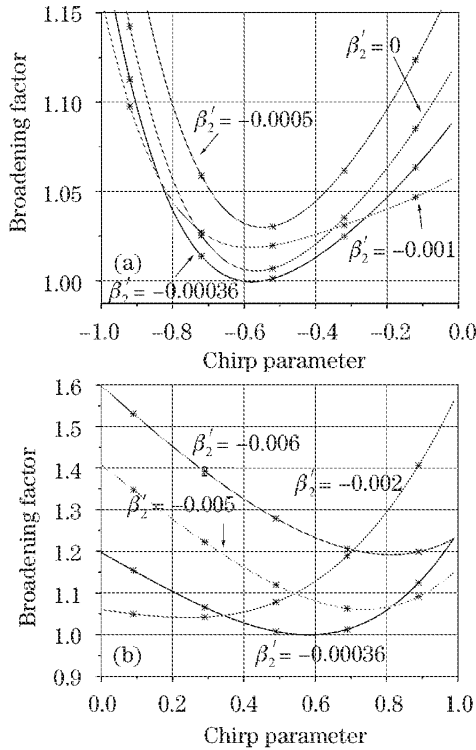 1.15
1.10
1.05
1.00
Broadening factor
β₂′ = 0
β₂′ = −0.0005
β₂′ = −0.001
β₂′ = −0.00036
(a)
−1.0 −0.8 −0.6 −0.4 −0.2 0.0
Chirp parameter
1.6
1.5
1.4
1.3
1.2
1.1
1.0
0.9
Broadening factor
β₂′ = −0.006
β₂′ = −0.002
β₂′ = −0.005
β₂′ = −0.00036
(b)
0.0 0.2 0.4 0.6 0.8 1.0
Chirp parameter